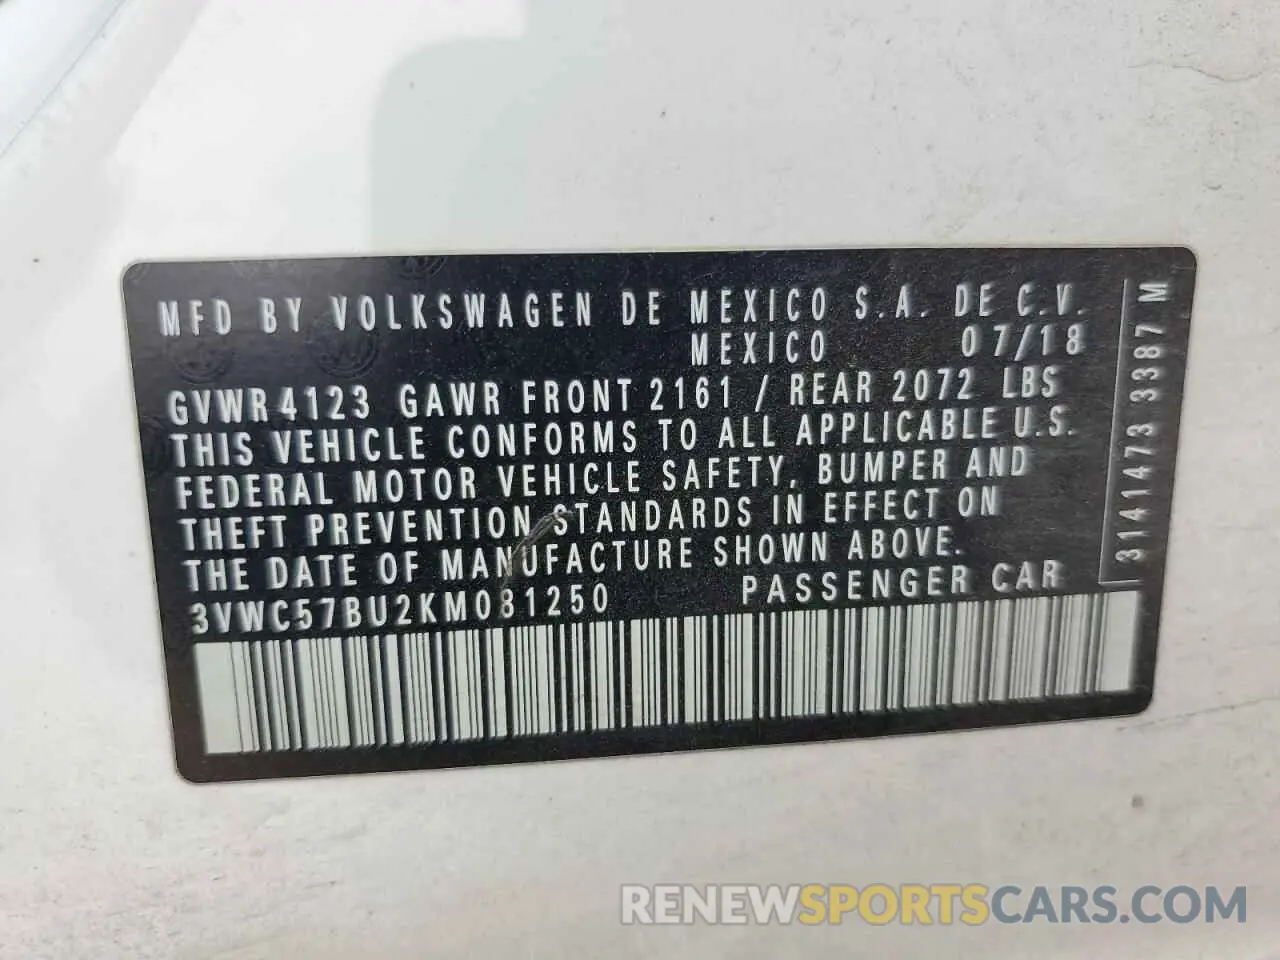 MFD BY VOLKSWAGEN DE MEXICO S.A. DE C.V.
MEXICO 07/18
GVWR 4123 GAWR FRONT 2161 / REAR 2072 LBS
THIS VEHICLE CONFORMS TO ALL APPLICABLE U.S.
FEDERAL MOTOR VEHICLE SAFETY, BUMPER AND
THEFT PREVENTION STANDARDS IN EFFECT ON
THE DATE OF MANUFACTURE SHOWN ABOVE.
3VWC57BU2KM081250 PASSENGER CAR
3141473 3387 M
RENEWSPORTSCARS.COM